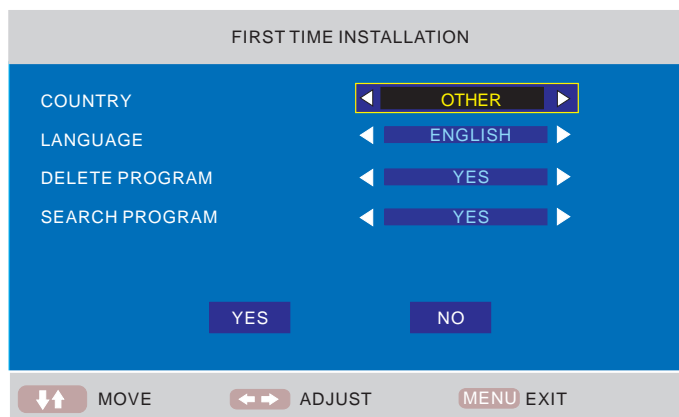 FIRST TIME INSTALLATION
COUNTRY OTHER
LANGUAGE ENGLISH
DELETE PROGRAM YES
SEARCH PROGRAM YES
YES NO
MOVE ADJUST MENU EXIT